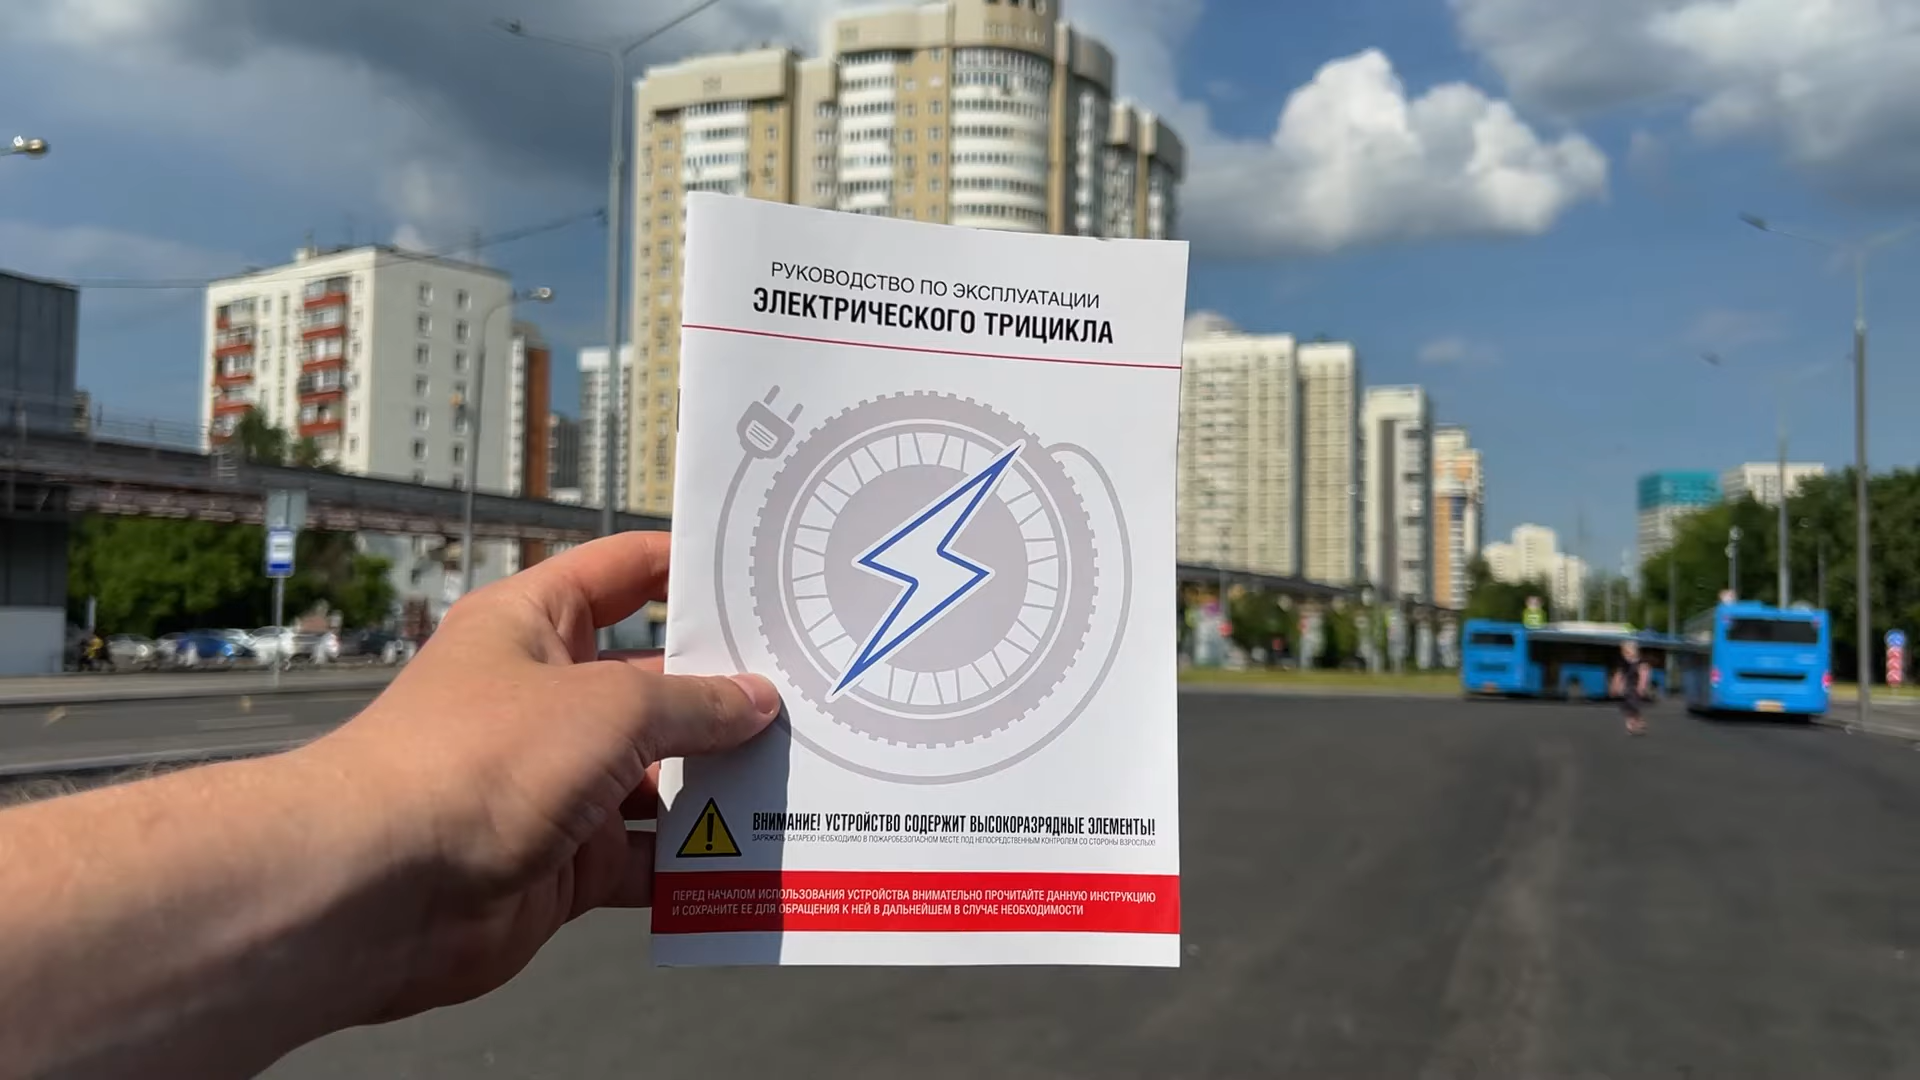 РУКОВОДСТВО ПО ЭКСПЛУАТАЦИИ
ЭЛЕКТРИЧЕСКОГО ТРИЦИКЛА
ВНИМАНИЕ! УСТРОЙСТВО СОДЕРЖИТ ВЫСОКОРАЗРЯДНЫЕ ЭЛЕМЕНТЫ!
ЗАРЯЖАТЬ БАТАРЕЮ НЕОБХОДИМО В ПОЖАРОБЕЗОПАСНОМ МЕСТЕ ПОД НЕПОСРЕДСТВЕННЫМ КОНТРОЛЕМ СО СТОРОНЫ ВЗРОСЛЫХ!
ПЕРЕД НАЧАЛОМ ИСПОЛЬЗОВАНИЯ УСТРОЙСТВА ВНИМАТЕЛЬНО ПРОЧИТАЙТЕ ДАННУЮ ИНСТРУКЦИЮ
И СОХРАНИТЕ ЕЕ ДЛЯ ОБРАЩЕНИЯ К НЕЙ В ДАЛЬНЕЙШЕМ В СЛУЧАЕ НЕОБХОДИМОСТИ